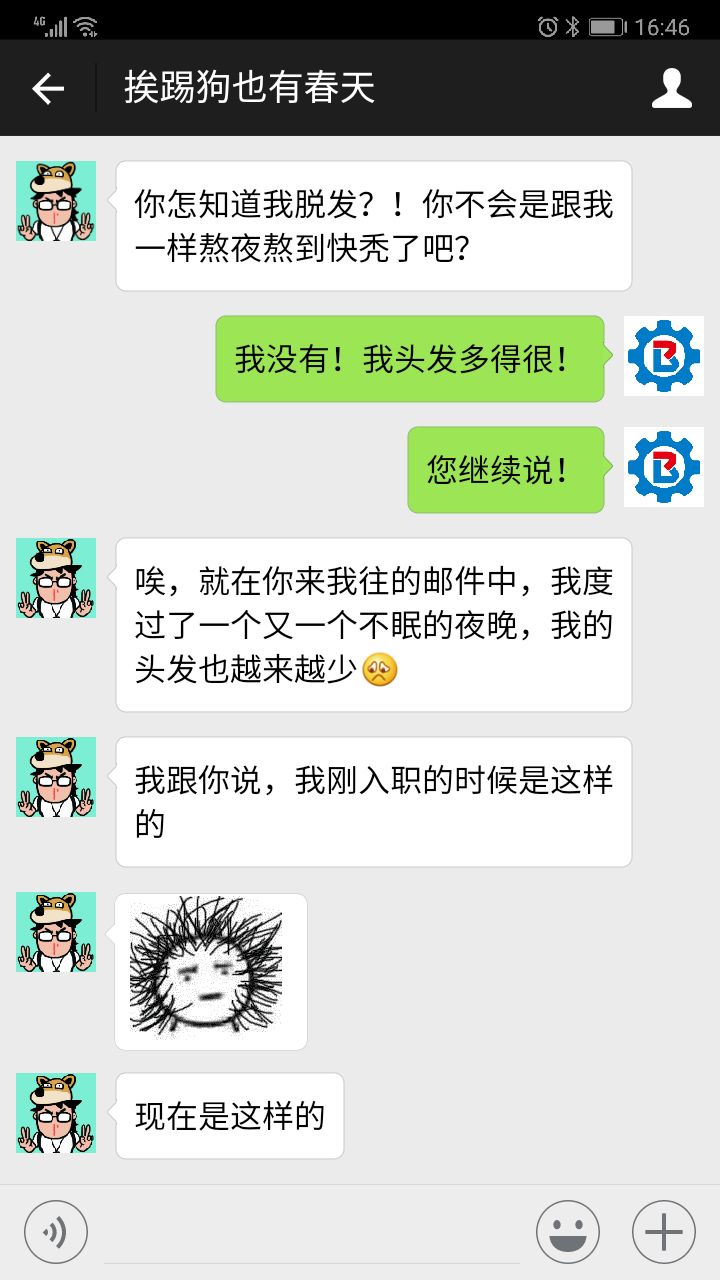 4G
16:46
挨踢狗也有春天
你怎知道我脱发？！你不会是跟我
一样熬夜熬到快秃了吧？
我没有！我头发多得很！
您继续说！
唉，就在你来我往的邮件中，我度
过了一个又一个不眠的夜晚，我的
头发也越来越少
我跟你说，我刚入职的时候是这样
的
现在是这样的